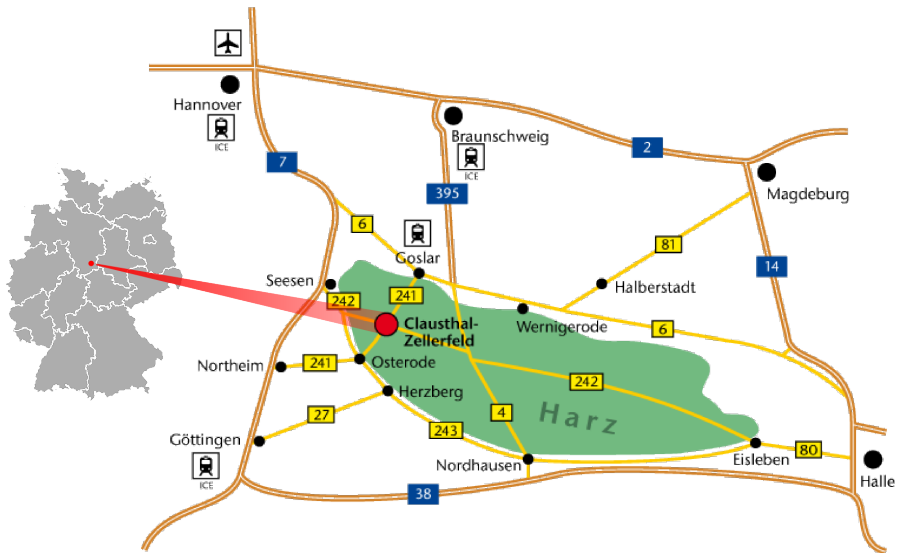 Hannover
ICE
Braunschweig
ICE
2
7
395
Magdeburg
6
81
Goslar
14
Seesen
242
241
Halberstadt
Clausthal-
Zellerfeld
Wernigerode
6
Northeim
241
Osterode
242
Herzberg
27
4
Harz
243
Göttingen
ICE
Nordhausen
Eisleben
80
Halle
38